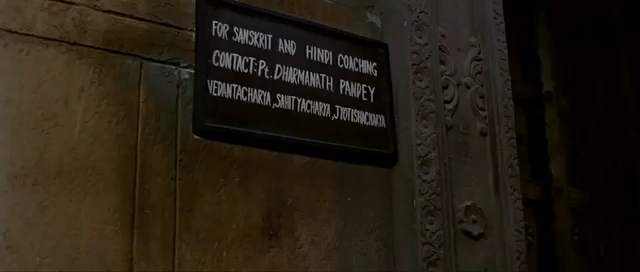 FOR SANSKRIT AND HINDI COACHING
CONTACT: Pt. DHARMANATH PANDEY
VEDANTACHARYA, SAHITYACHARYA, JYOTISHACHARYA